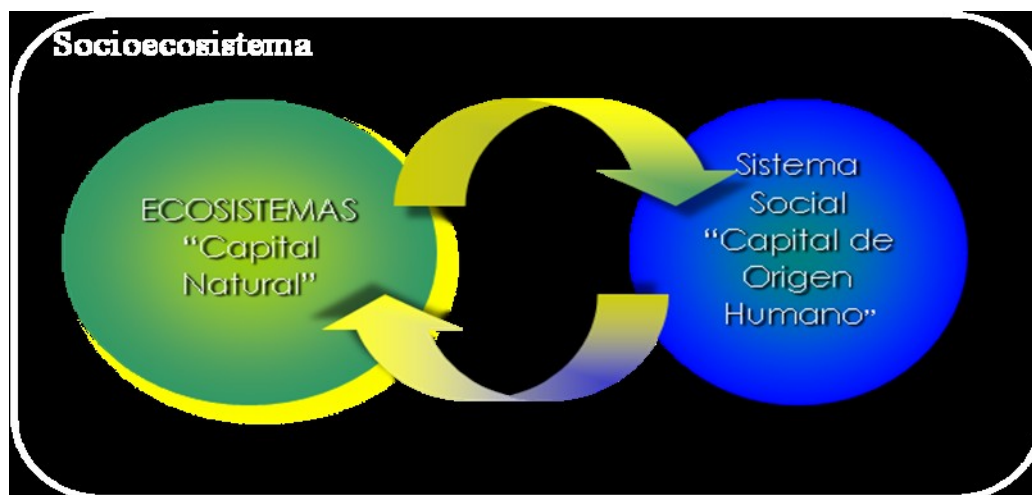 Socioecosistema
ECOSISTEMAS
“Capital
Natural”
Sistema
Social
“Capital de
Origen
Humano”